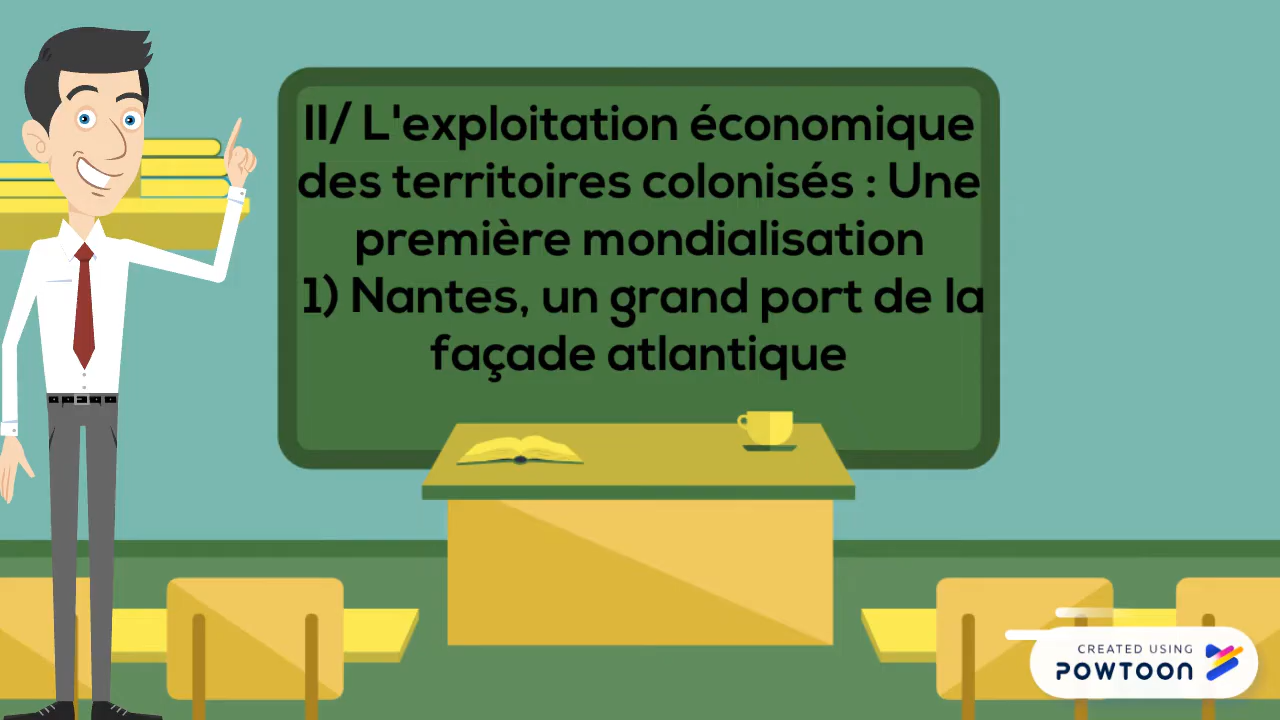 II/ L'exploitation économique
des territoires colonisés : Une
première mondialisation
1) Nantes, un grand port de la
façade atlantique
CREATED USING
POWTOON